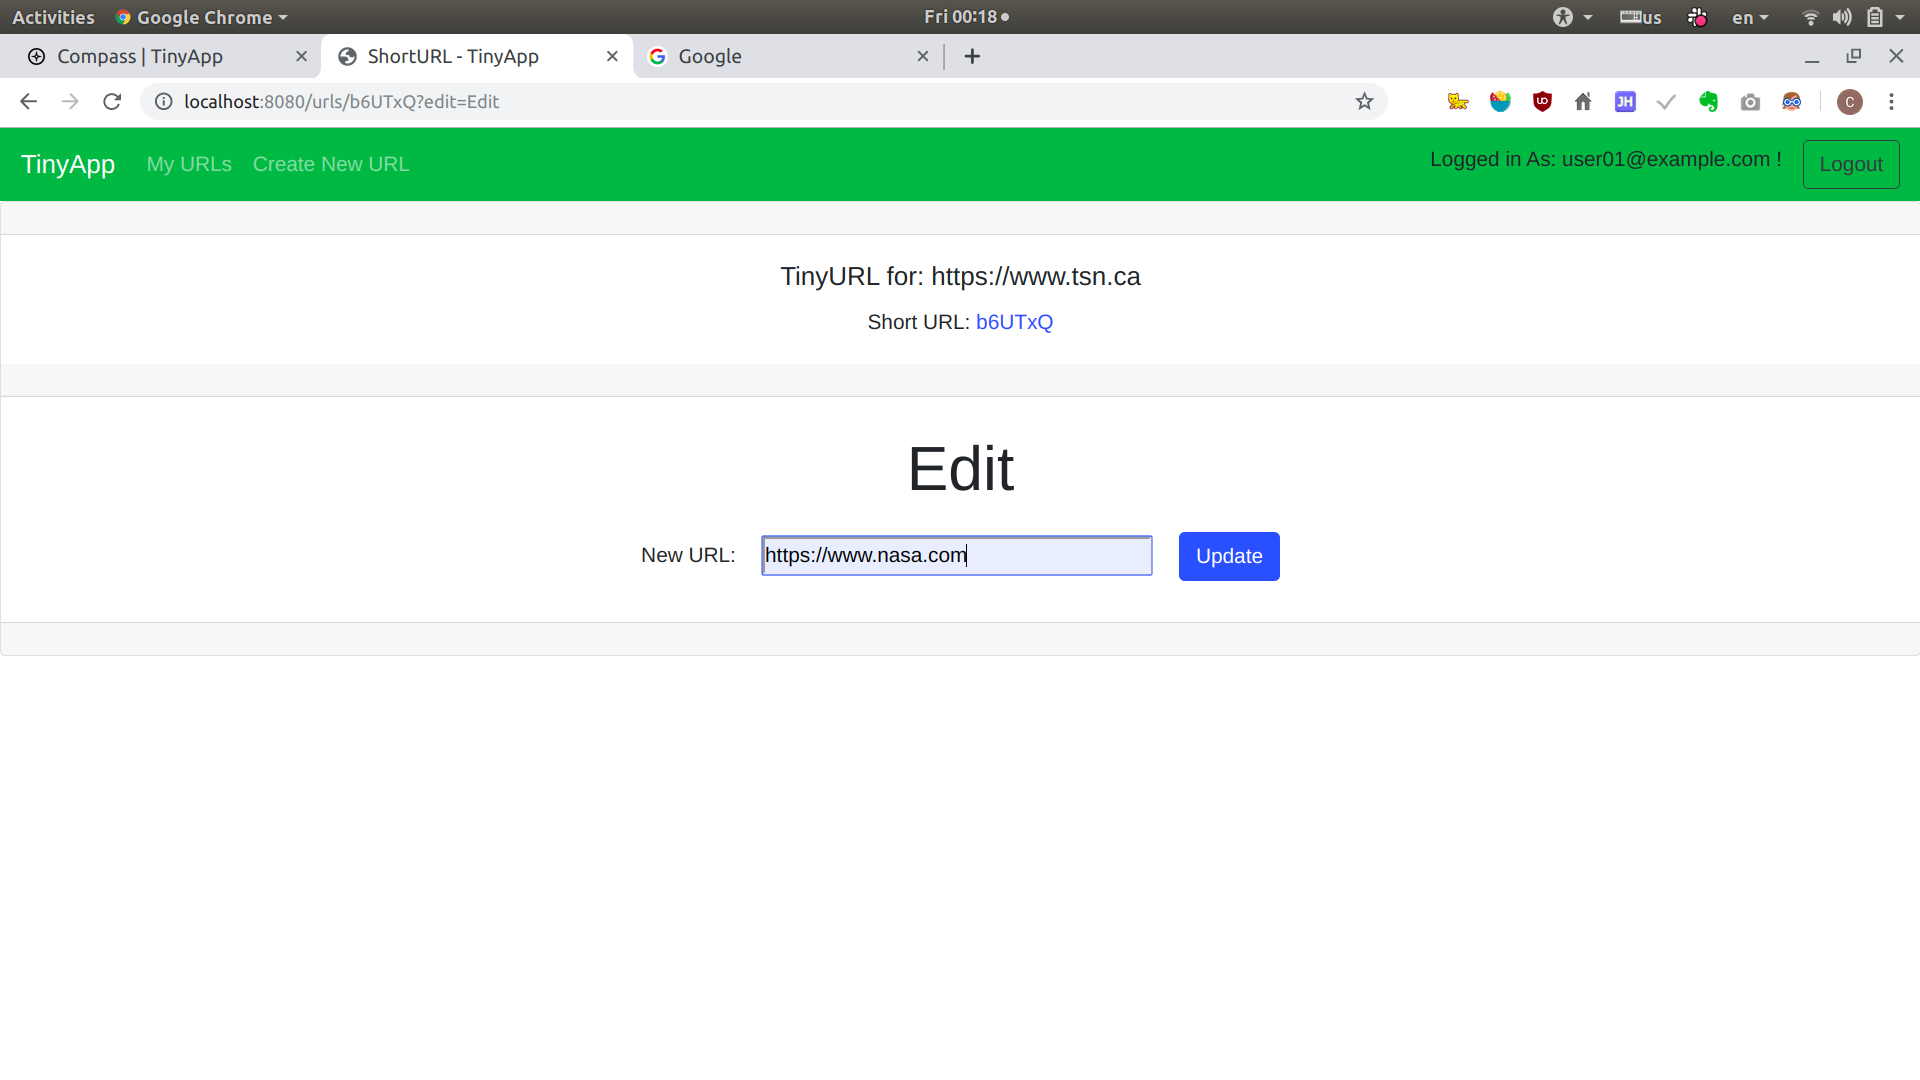 Activities Google Chrome Fri 00:18 us en
Compass | TinyApp ShortURL - TinyApp Google
localhost:8080/urls/b6UTxQ?edit=Edit JH C
TinyApp My URLs Create New URL Logged in As: user01@example.com ! Logout
TinyURL for: https://www.tsn.ca
Short URL: b6UTxQ
Edit
New URL: https://www.nasa.com Update